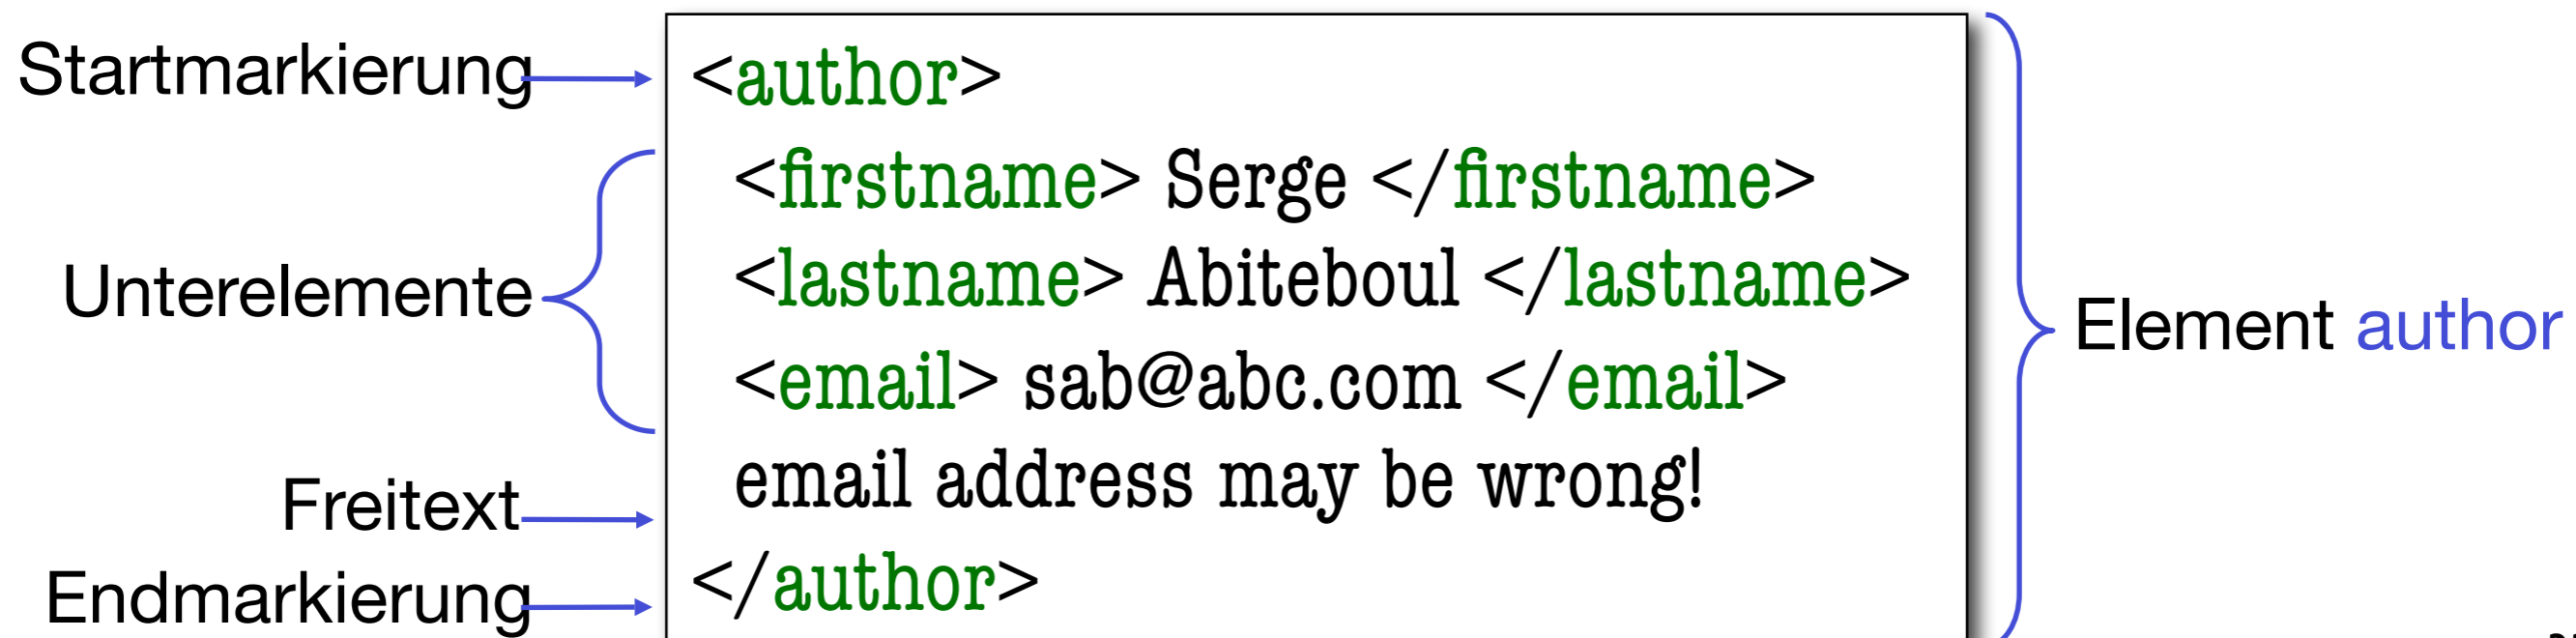 Startmarkierung
<author>
<firstname> Serge </firstname>
Unterelemente
<lastname> Abiteboul </lastname>
Element author
<email> sab@abc.com </email>
Freitext
email address may be wrong!
Endmarkierung
</author>